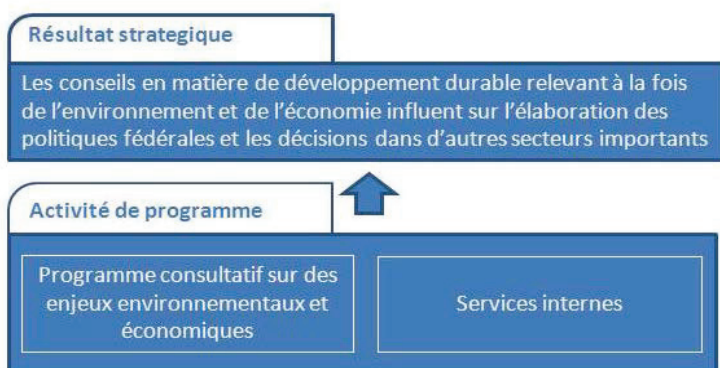 Résultat strategique
Les conseils en matière de développement durable relevant à la fois
de l'environnement et de l'économie influent sur l'élaboration des
politiques fédérales et les décisions dans d'autres secteurs importants
Activité de programme
Programme consultatif sur des
enjeux environnementaux et
économiques
Services internes